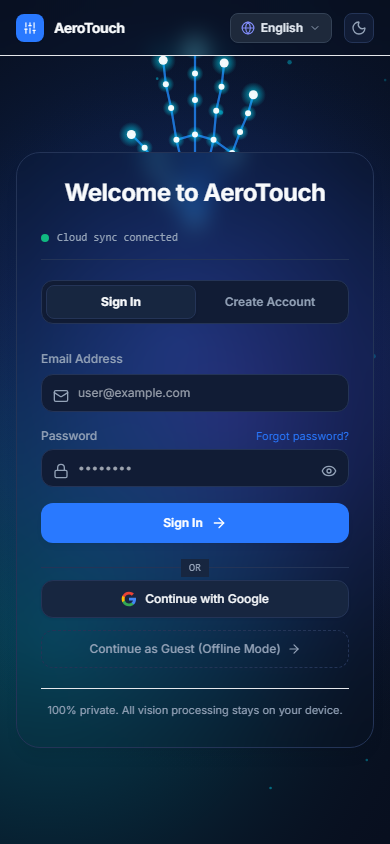 AeroTouch
English
Welcome to AeroTouch
Cloud sync connected
Sign In
Create Account
Email Address
user@example.com
Password
Forgot password?
••••••••
Sign In
OR
Continue with Google
Continue as Guest (Offline Mode)
100% private. All vision processing stays on your device.